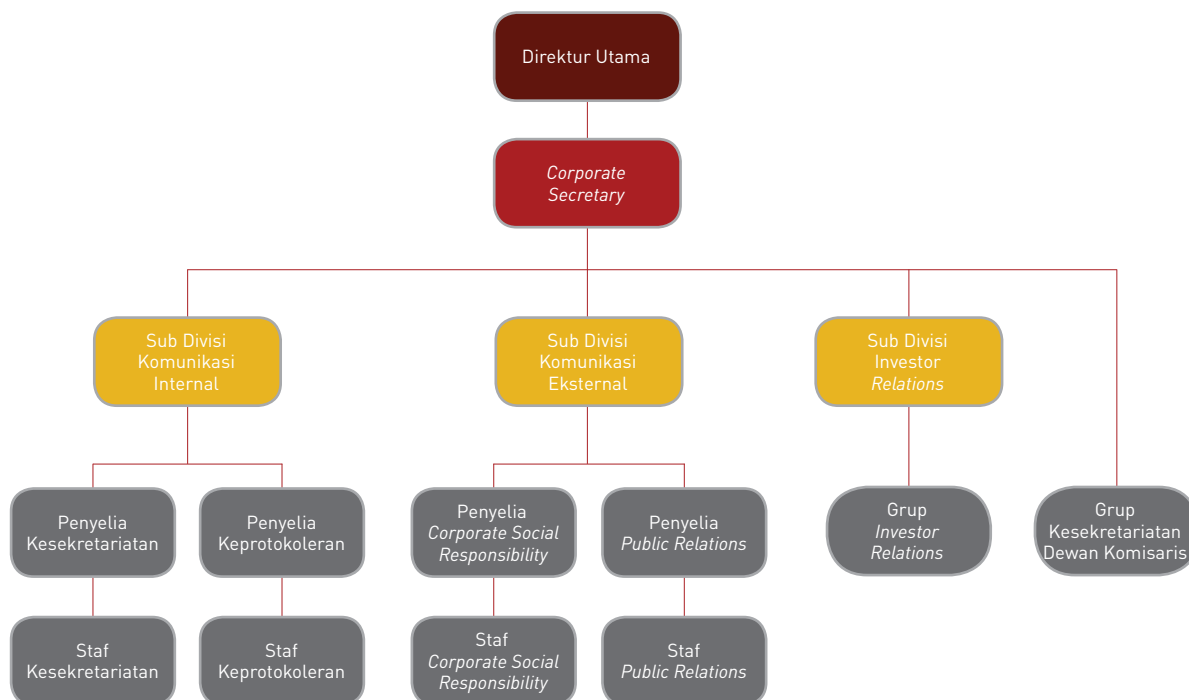 Direktur Utama
Corporate
Secretary
Sub Divisi
Komunikasi
Internal
Sub Divisi
Komunikasi
Eksternal
Sub Divisi
Investor
Relations
Penyelia
Kesekretariatan
Penyelia
Keprotokoleran
Penyelia
Corporate Social
Responsibility
Penyelia
Public Relations
Grup
Investor
Relations
Grup
Kesekretariatan
Dewan Komisaris
Staf
Kesekretariatan
Staf
Keprotokoleran
Staf
Corporate Social
Responsibility
Staf
Public Relations